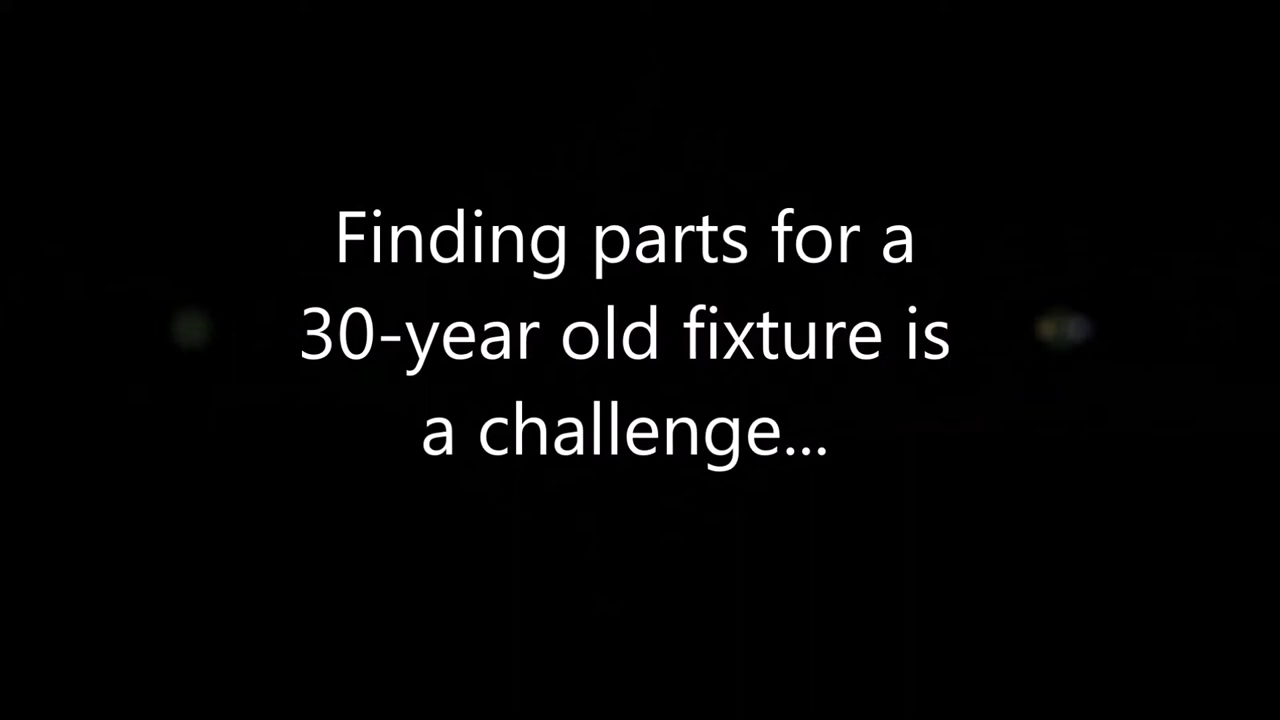 Finding parts for a
30-year old fixture is
a challenge...